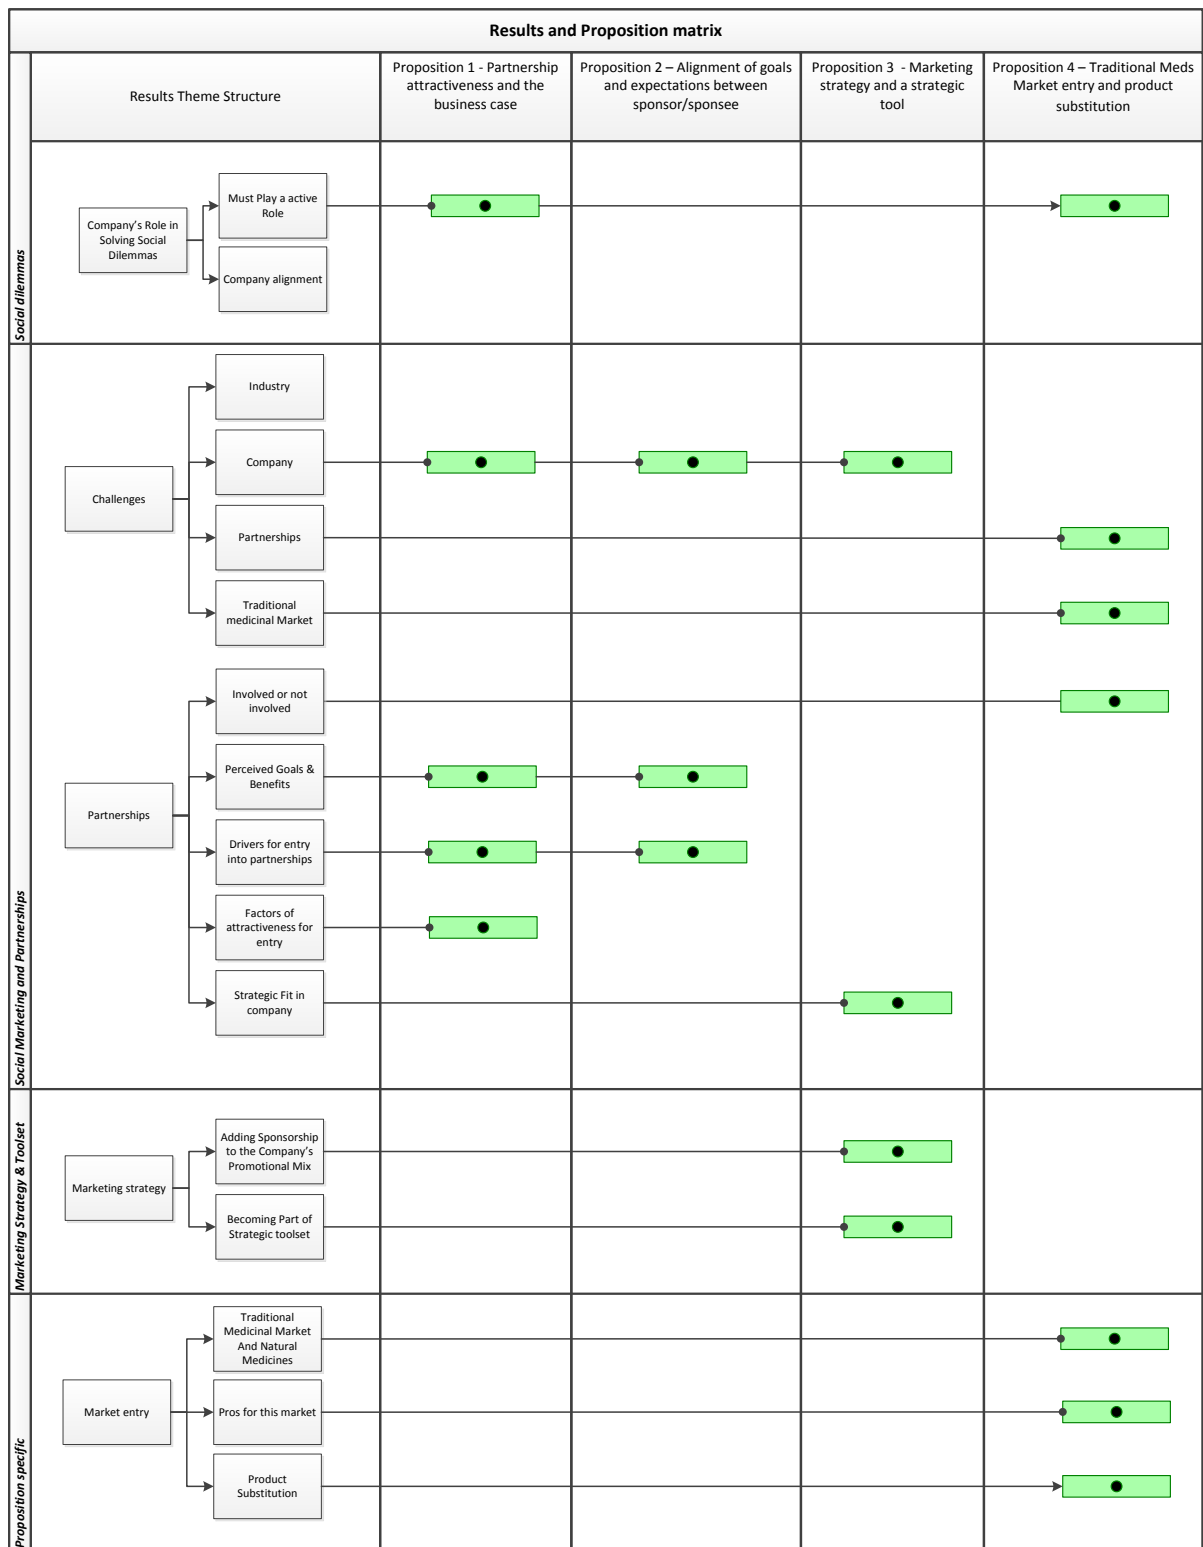 Results and Proposition matrix
Results Theme Structure
Proposition 1 - Partnership
attractiveness and the
business case
Proposition 2 – Alignment of goals
and expectations between
sponsor/sponsee
Proposition 3  - Marketing
strategy and a strategic
tool
Proposition 4 – Traditional Meds
Market entry and product
substitution
Social dilemmas
Company's Role in
Solving Social
Dilemmas
Must Play a active
Role
Company alignment
Social Marketing and Partnerships
Challenges
Industry
Company
Partnerships
Traditional
medicinal Market
Partnerships
Involved or not
involved
Perceived Goals &
Benefits
Drivers for entry
into partnerships
Factors of
attractiveness for
entry
Strategic Fit in
company
Marketing Strategy & Toolset
Marketing strategy
Adding Sponsorship
to the Company's
Promotional Mix
Becoming Part of
Strategic toolset
Proposition specific
Market entry
Traditional
Medicinal Market
And Natural
Medicines
Pros for this market
Product
Substitution